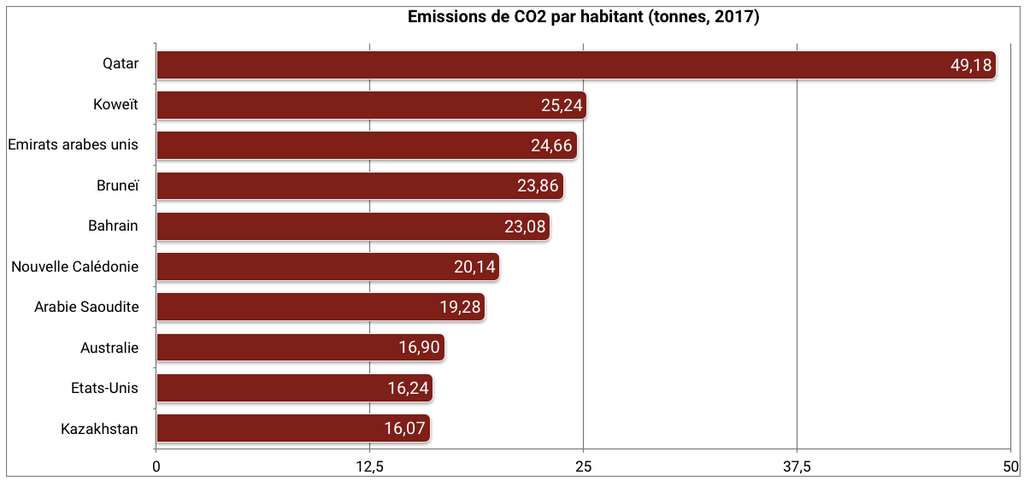 Emissions de CO2 par habitant (tonnes, 2017)
Qatar 49,18
Koweït 25,24
Emirats arabes unis 24,66
Bruneï 23,86
Bahrain 23,08
Nouvelle Calédonie 20,14
Arabie Saoudite 19,28
Australie 16,90
Etats-Unis 16,24
Kazakhstan 16,07
0 12,5 25 37,5 50